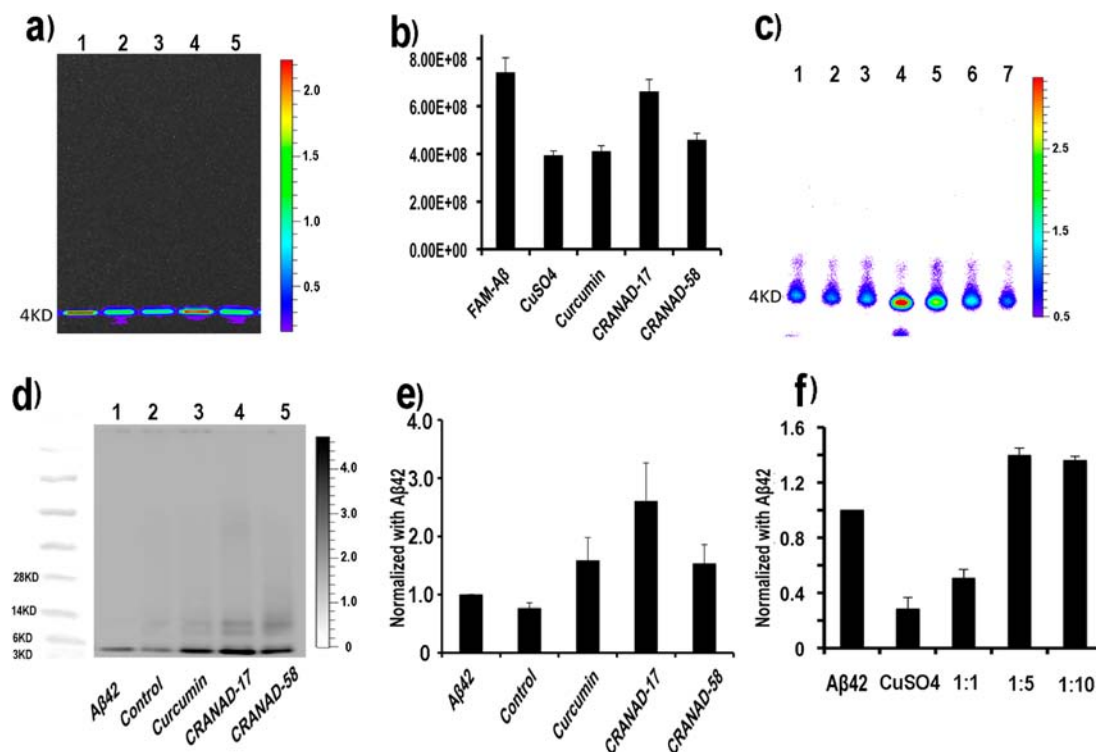 a)
1 2 3 4 5
2.0
1.5
1.0
0.5
4KD
b)
8.00E+08
6.00E+08
4.00E+08
2.00E+08
0.00E+00
FAM-Aβ
CuSO4
Curcumin
CRANAD-17
CRANAD-58
c)
1 2 3 4 5 6 7
2.5
1.5
0.5
4KD
d)
1 2 3 4 5
28KD
14KD
6KD
3KD
4.0
3.0
2.0
1.0
0
Aβ42
Control
Curcumin
CRANAD-17
CRANAD-58
e)
Normalized with Aβ42
4.0
3.0
2.0
1.0
0
Aβ42
Control
Curcumin
CRANAD-17
CRANAD-58
f)
Normalized with Aβ42
1.6
1.2
0.8
0.4
0
Aβ42 CuSO4 1:1 1:5 1:10